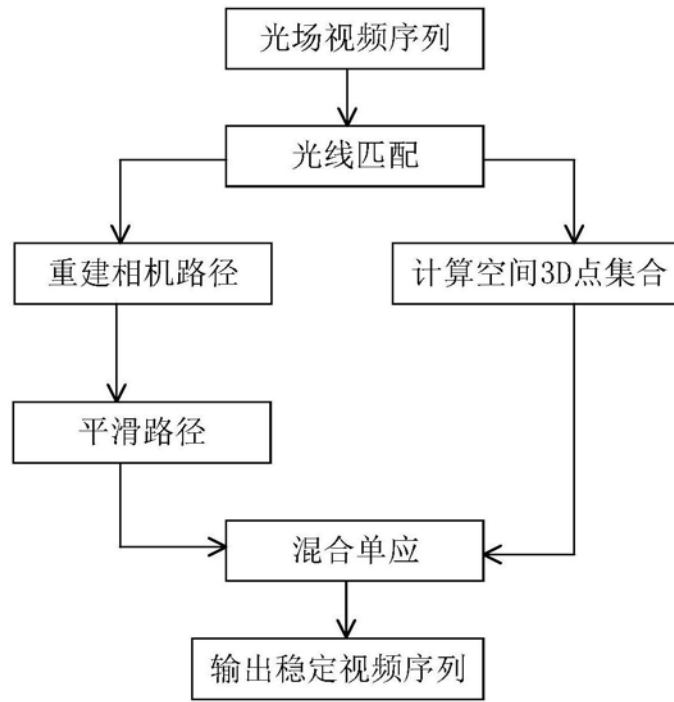 光场视频序列
光线匹配
重建相机路径
计算空间3D点集合
平滑路径
混合单应
输出稳定视频序列